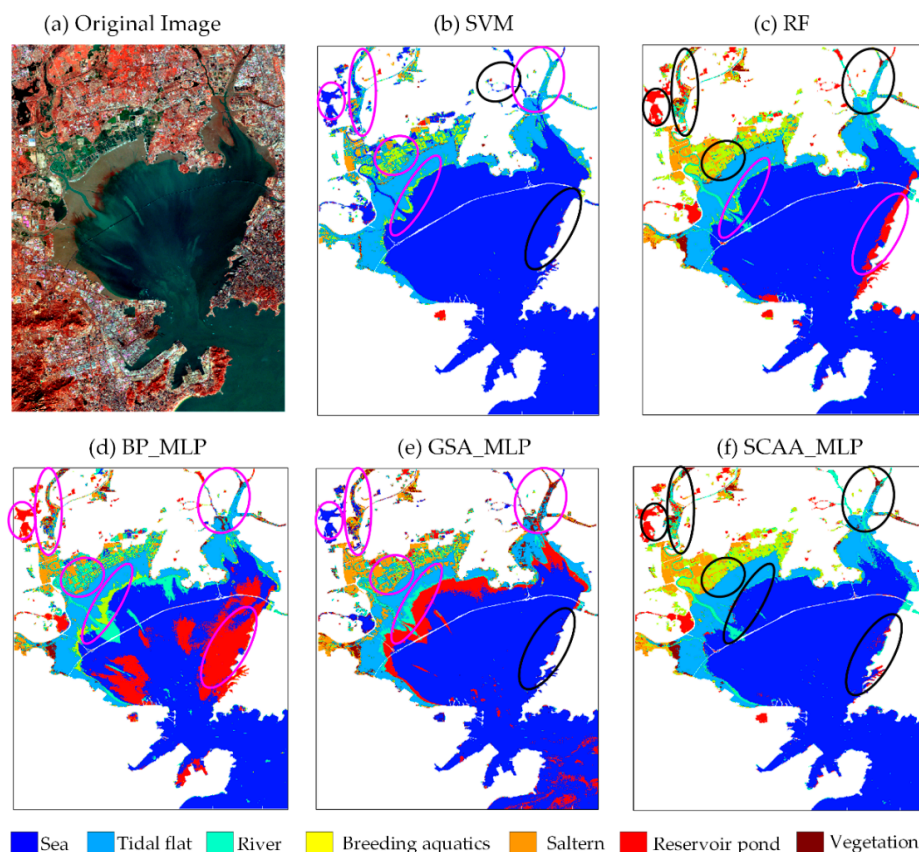 (a) Original Image
(b) SVM
(c) RF
(d) BP_MLP
(e) GSA_MLP
(f) SCAA_MLP
Sea Tidal flat River Breeding aquatics Saltern Reservoir pond Vegetation